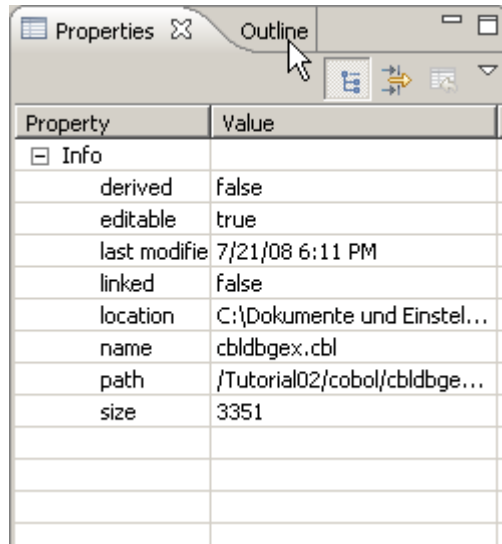 Properties Outline
Property Value
Info
derived false
editable true
last modifie 7/21/08 6:11 PM
linked false
location C:\Dokumente und Einstel...
name cbldbgex.cbl
path /Tutorial02/cobol/cbldbge...
size 3351